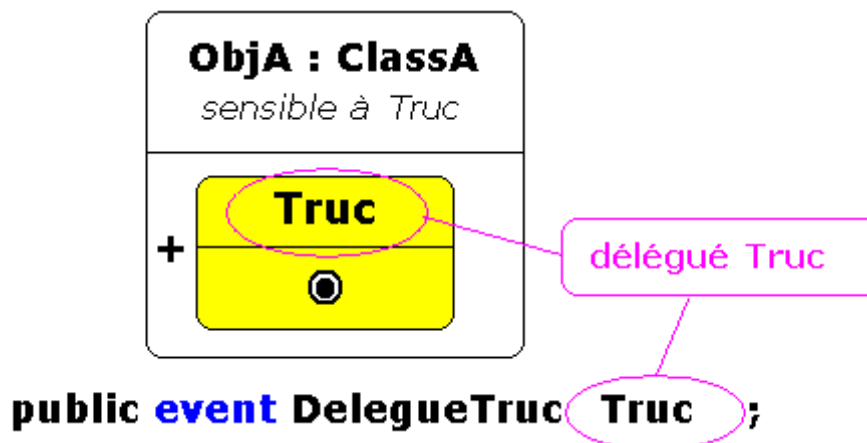 ObjA : ClassA
sensible à Truc
Truc
+
délégué Truc
public event DelegueTruc Truc ;